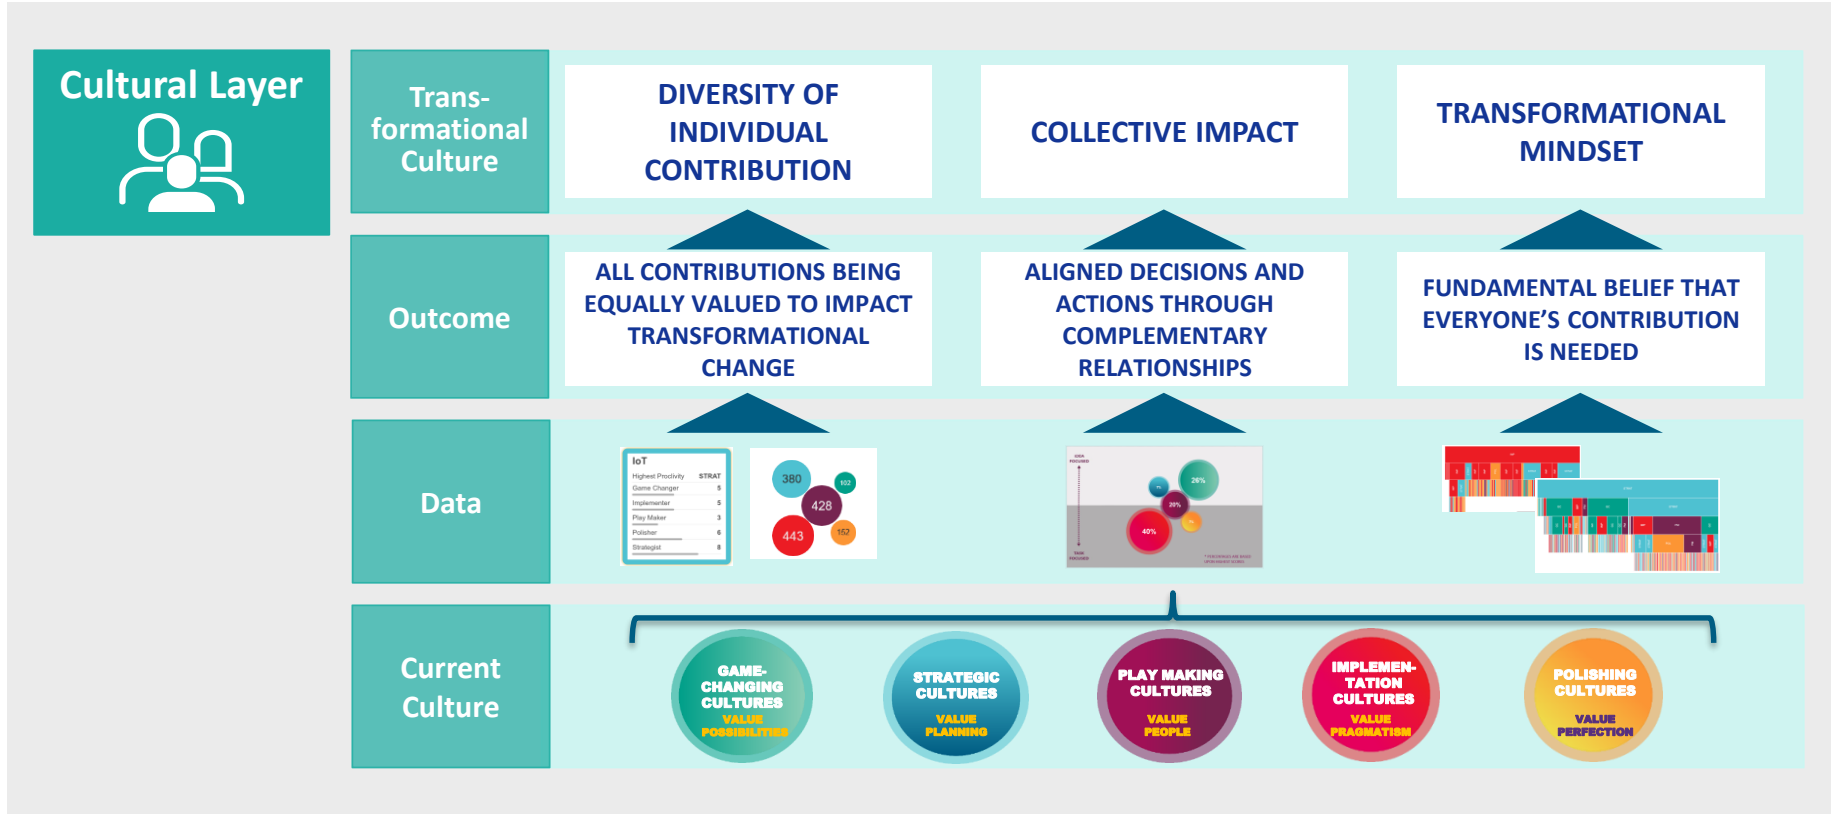 Cultural Layer
Trans-
formational
Culture
DIVERSITY OF
INDIVIDUAL
CONTRIBUTION
COLLECTIVE IMPACT
TRANSFORMATIONAL
MINDSET
Outcome
ALL CONTRIBUTIONS BEING
EQUALLY VALUED TO IMPACT
TRANSFORMATIONAL
CHANGE
ALIGNED DECISIONS AND
ACTIONS THROUGH
COMPLEMENTARY
RELATIONSHIPS
FUNDAMENTAL BELIEF THAT
EVERYONE’S CONTRIBUTION
IS NEEDED
Data
IoT
Highest Proclivity STRAT
Game Changer 5
Implementer 5
Play Maker 3
Polisher 6
Strategist 8
380
102
428
443
152
26%
20%
40%
Current
Culture
GAME-
CHANGING
CULTURES
VALUE
POSSIBILITIES
STRATEGIC
CULTURES
VALUE
PLANNING
PLAY MAKING
CULTURES
VALUE
PEOPLE
IMPLEMEN-
TATION
CULTURES
VALUE
PRAGMATISM
POLISHING
CULTURES
VALUE
PERFECTION